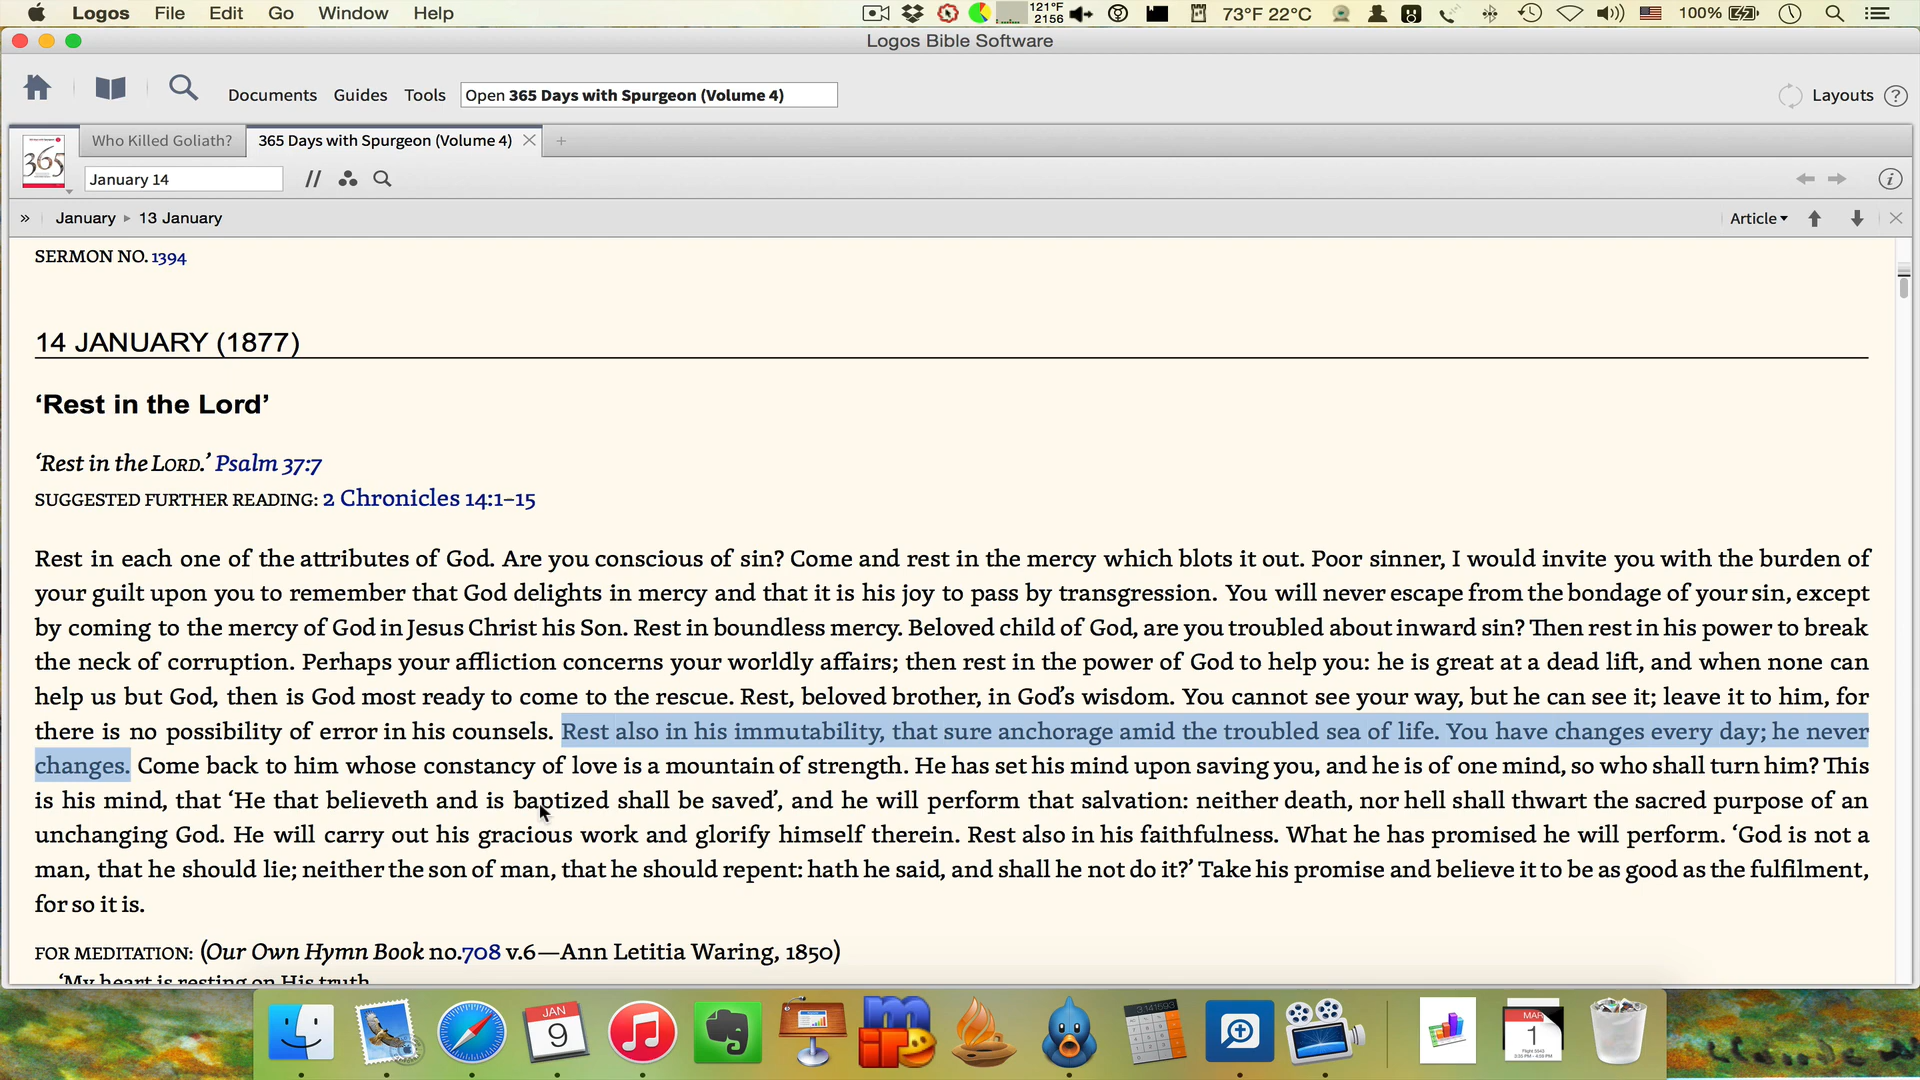 Logos File Edit Go Window Help 121°F 2156 73°F 22°C 100%
Logos Bible Software
Documents Guides Tools Open 365 Days with Spurgeon (Volume 4) Layouts ?
365 Who Killed Goliath? 365 Days with Spurgeon (Volume 4)
January 14
» January ▸ 13 January Article
SERMON NO. 1394
14 JANUARY (1877)
‘Rest in the Lord’
‘Rest in the LORD.’ Psalm 37:7
SUGGESTED FURTHER READING: 2 Chronicles 14:1–15
Rest in each one of the attributes of God. Are you conscious of sin? Come and rest in the mercy which blots it out. Poor sinner, I would invite you with the burden of
your guilt upon you to remember that God delights in mercy and that it is his joy to pass by transgression. You will never escape from the bondage of your sin, except
by coming to the mercy of God in Jesus Christ his Son. Rest in boundless mercy. Beloved child of God, are you troubled about inward sin? Then rest in his power to break
the neck of corruption. Perhaps your affliction concerns your worldly affairs; then rest in the power of God to help you: he is great at a dead lift, and when none can
help us but God, then is God most ready to come to the rescue. Rest, beloved brother, in God’s wisdom. You cannot see your way, but he can see it; leave it to him, for
there is no possibility of error in his counsels. Rest also in his immutability, that sure anchorage amid the troubled sea of life. You have changes every day; he never
changes. Come back to him whose constancy of love is a mountain of strength. He has set his mind upon saving you, and he is of one mind, so who shall turn him? This
is his mind, that ‘He that believeth and is baptized shall be saved’, and he will perform that salvation: neither death, nor hell shall thwart the sacred purpose of an
unchanging God. He will carry out his gracious work and glorify himself therein. Rest also in his faithfulness. What he has promised he will perform. ‘God is not a
man, that he should lie; neither the son of man, that he should repent: hath he said, and shall he not do it?’ Take his promise and believe it to be as good as the fulfilment,
for so it is.
FOR MEDITATION: (Our Own Hymn Book no.708 v.6—Ann Letitia Waring, 1850)
‘My heart is resting on His truth
JAN 9
MAR 1